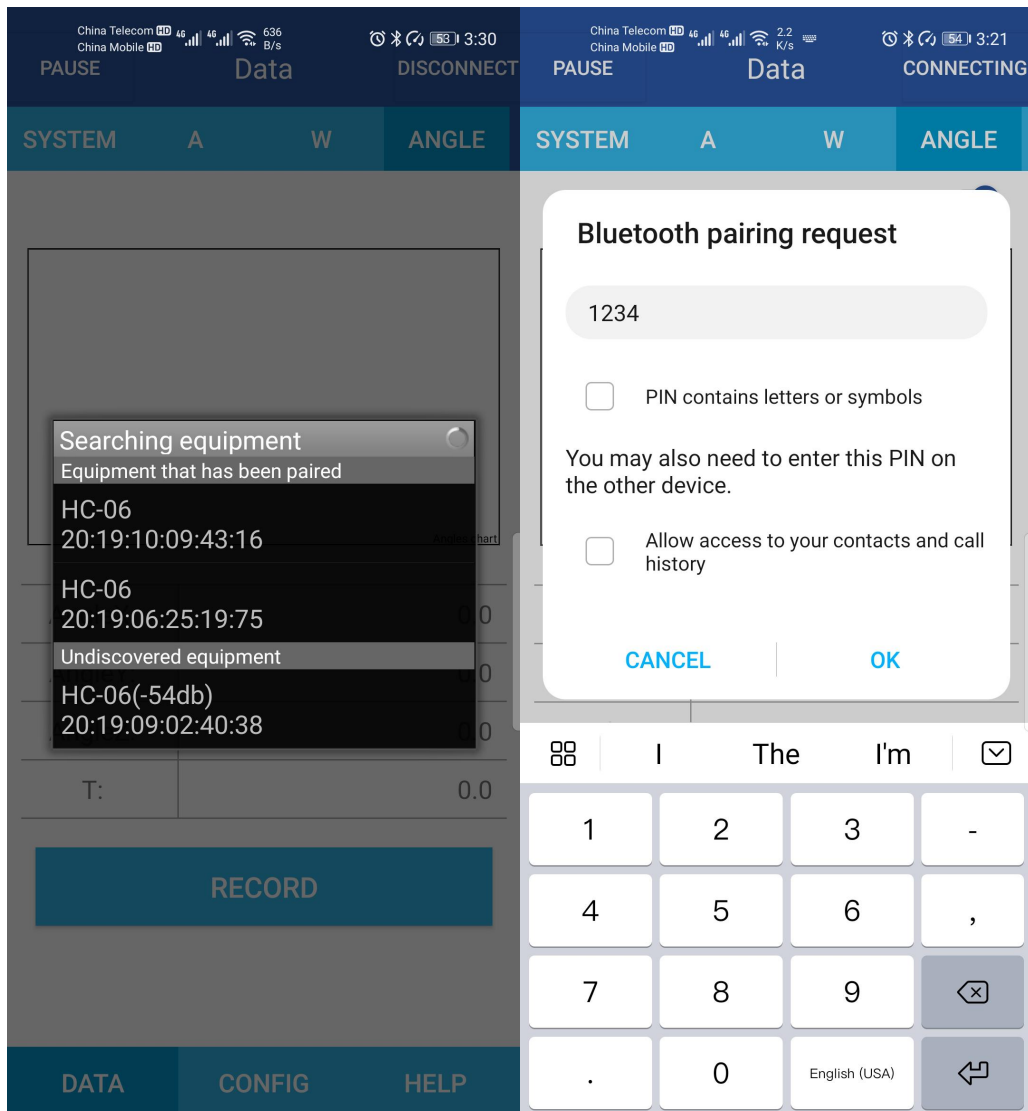 China Telecom HD 4G 4G 636 B/s 53 3:30
China Mobile HD
PAUSE Data DISCONNECT
SYSTEM A W ANGLE
Searching equipment
Equipment that has been paired
HC-06
20:19:10:09:43:16
HC-06
20:19:06:25:19:75
Undiscovered equipment
HC-06(-54db)
20:19:09:02:40:38
0.0
0.0
0.0
T: 0.0
RECORD
DATA CONFIG HELP
China Telecom HD 4G 4G 2.2 K/s 54 3:21
China Mobile HD
PAUSE Data CONNECTING
SYSTEM A W ANGLE
Bluetooth pairing request
1234
PIN contains letters or symbols
You may also need to enter this PIN on
the other device.
Allow access to your contacts and call
history
CANCEL OK
I The I'm
1 2 3 -
4 5 6 ,
7 8 9
. 0 English (USA)